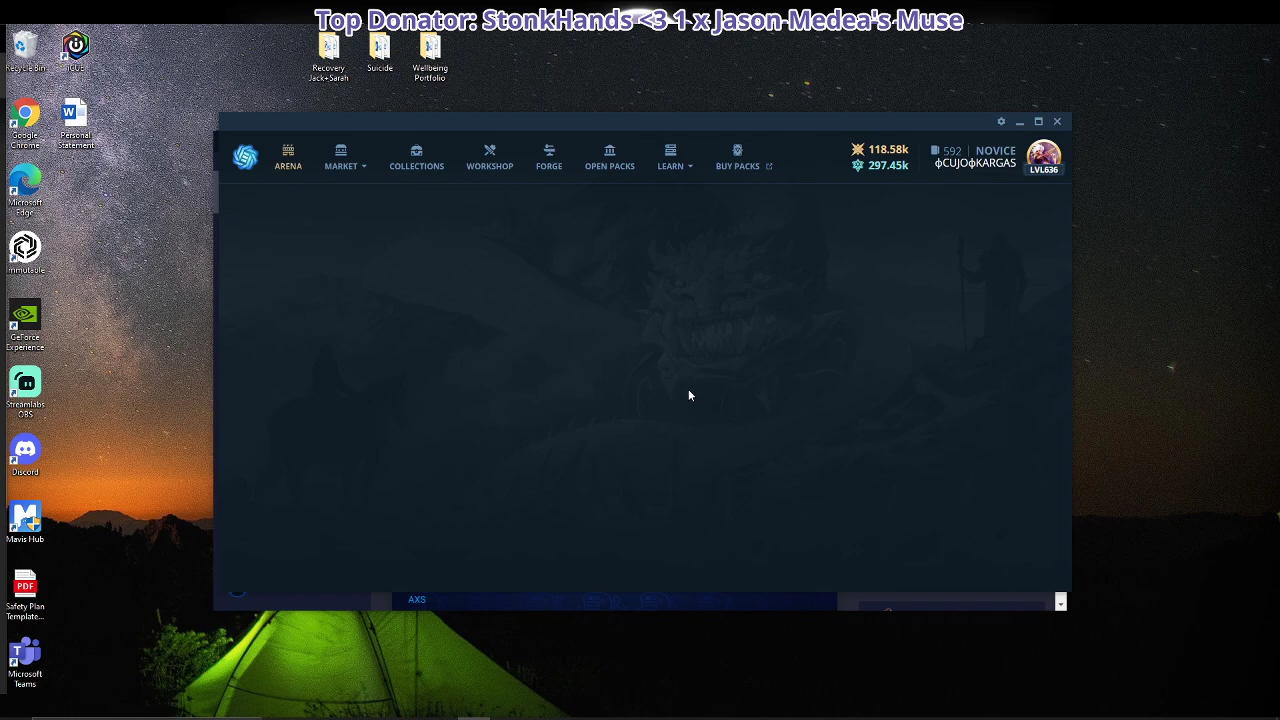 Top Donator: StonkHands <3 1 x Jason Medea's Muse
Recycle Bin
iCUE
Recovery
Jack+Sarah
Suicide
Wellbeing
Portfolio
Google
Chrome
Personal
Statement
Microsoft
Edge
Immutable
GeForce
Experience
Streamlabs
OBS
Discord
Mavis Hub
PDF
Safety Plan
Template...
Microsoft
Teams
ARENA
MARKET
COLLECTIONS
WORKSHOP
FORGE
OPEN PACKS
LEARN
BUY PACKS
118.58k
297.45k
592 | NOVICE
ϕCUJOϕKARGAS
LVL636
AXS